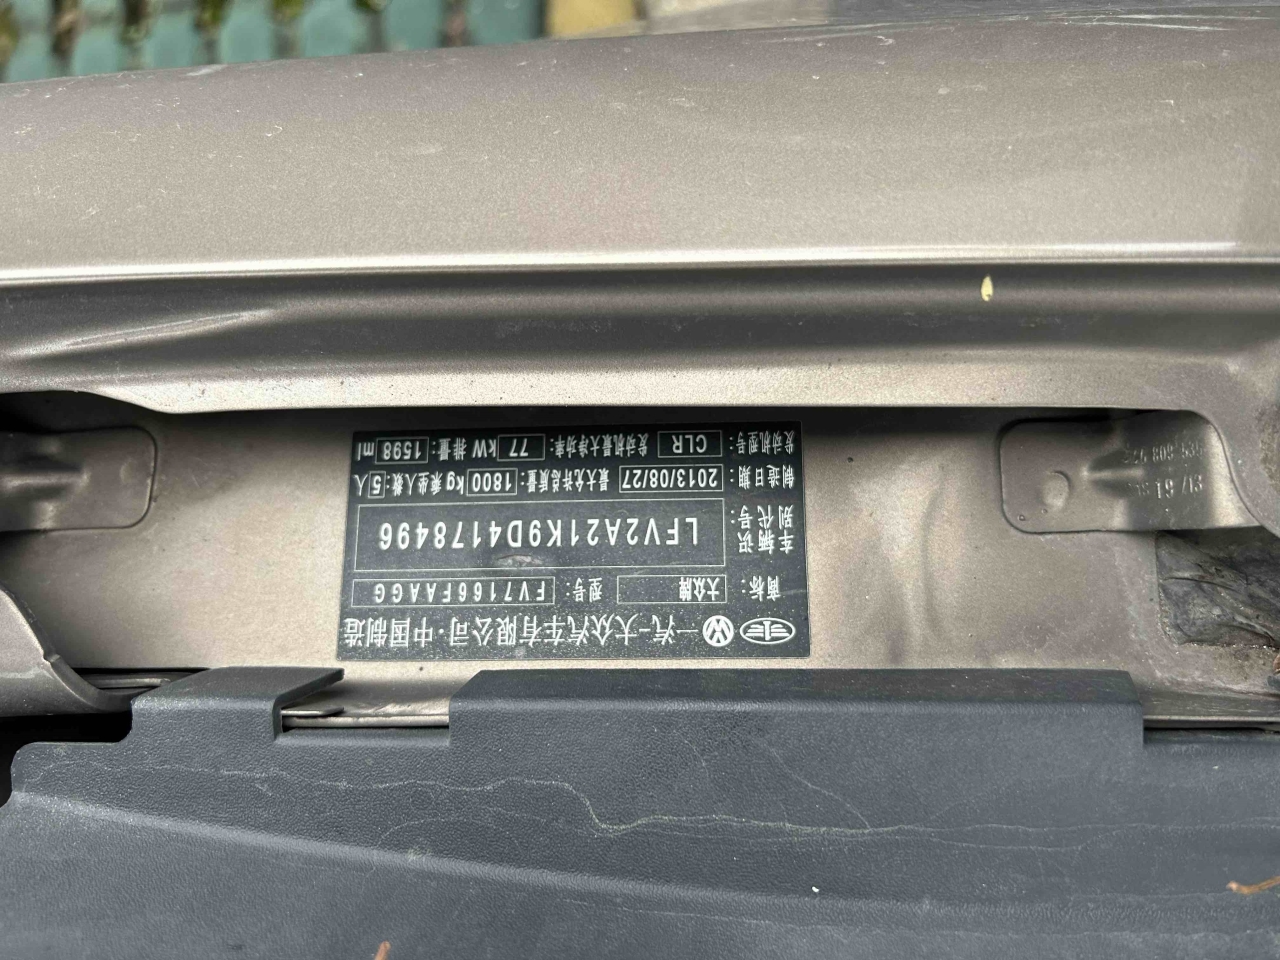 一汽-大众汽车有限公司·中国制造
商标: 大众牌 型号: FV7166FAAGG
车辆识别代号: LFV2A21K9D4178496
制造日期: 2013/08/27 最大允许总质量: 1800 kg 乘坐人数: 5 人
发动机型号: CLR 发动机最大净功率: 77 kW 排量: 1598 ml